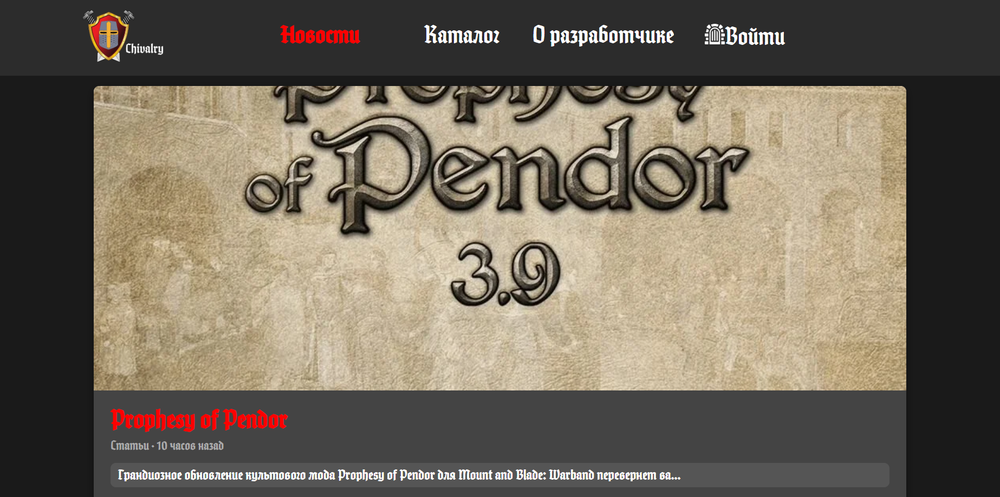 Chivalry
Новости
Каталог
О разработчике
Войти
Prophesy
of Pendor
3.9
Prophesy of Pendor
Статьи • 10 часов назад
Грандиозное обновление культового мода Prophesy of Pendor для Mount and Blade: Warband перевернет ва...